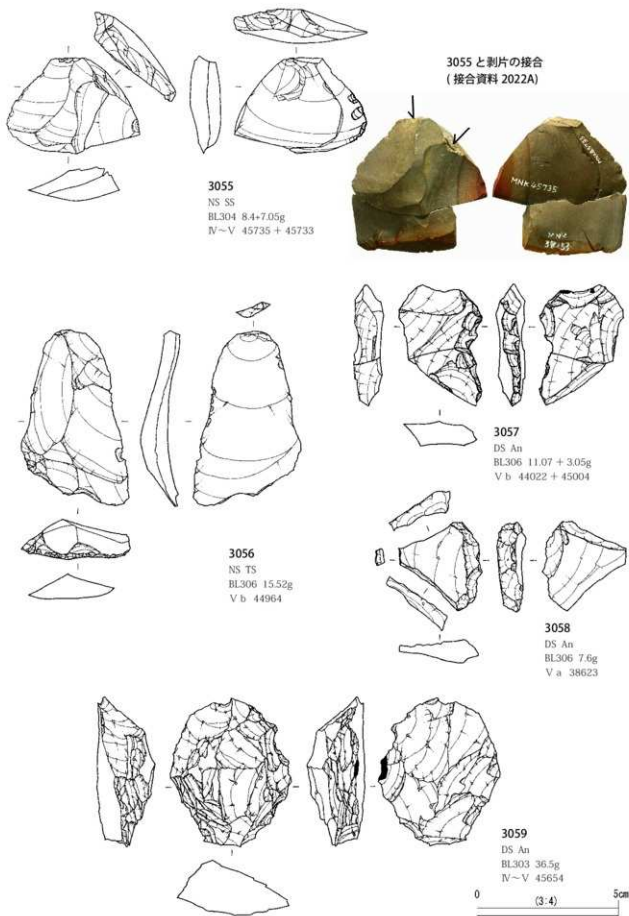 3055 と剥片の接合
( 接合資料 2022A)
MNK 45735
3055
NS SS
BL304 8.4+7.05g
Ⅳ～Ⅴ 45735 + 45733
3057
DS An
BL306 11.07 + 3.05g
Ⅴ b 44022 + 45004
3056
NS TS
BL306 15.52g
Ⅴ b 44964
3058
DS An
BL306 7.6g
Ⅴ a 38623
3059
DS An
BL303 36.5g
Ⅳ～Ⅴ 45654
0 5cm
(3:4)